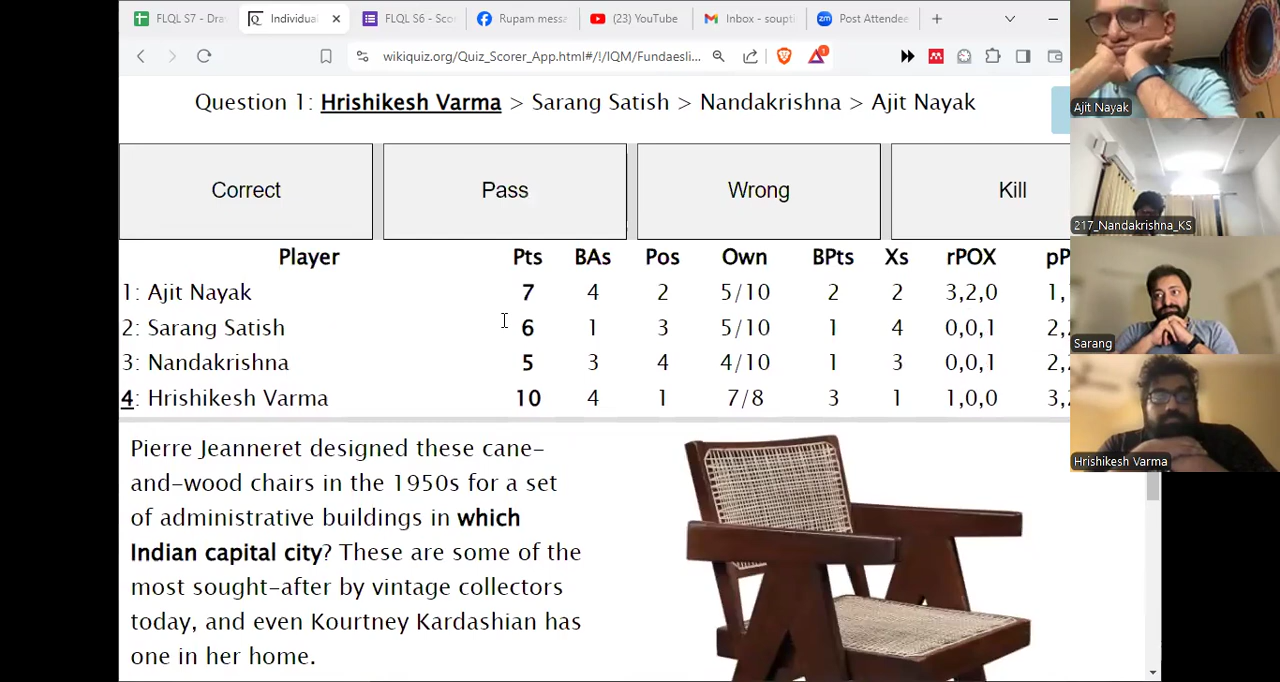 FLQL S7 - Dra
Individual
FLQL S6 - Sco
Rupam messa
(23) YouTube
M Inbox - soupti
zm Post Attendee
wikiquiz.org/Quiz_Scorer_App.html#/!/IQM/Fundaesli...
Question 1: Hrishikesh Varma > Sarang Satish > Nandakrishna > Ajit Nayak
Correct Pass Wrong Kill
Player Pts BAs Pos Own BPts Xs rPOX pP
1: Ajit Nayak 7 4 2 5/10 2 2 3,2,0 1,
2: Sarang Satish 6 1 3 5/10 1 4 0,0,1 2,
3: Nandakrishna 5 3 4 4/10 1 3 0,0,1 2,
4: Hrishikesh Varma 10 4 1 7/8 3 1 1,0,0 3,
Pierre Jeanneret designed these cane-
and-wood chairs in the 1950s for a set
of administrative buildings in which
Indian capital city? These are some of the
most sought-after by vintage collectors
today, and even Kourtney Kardashian has
one in her home.
Ajit Nayak
217_Nandakrishna_KS
Sarang
Hrishikesh Varma